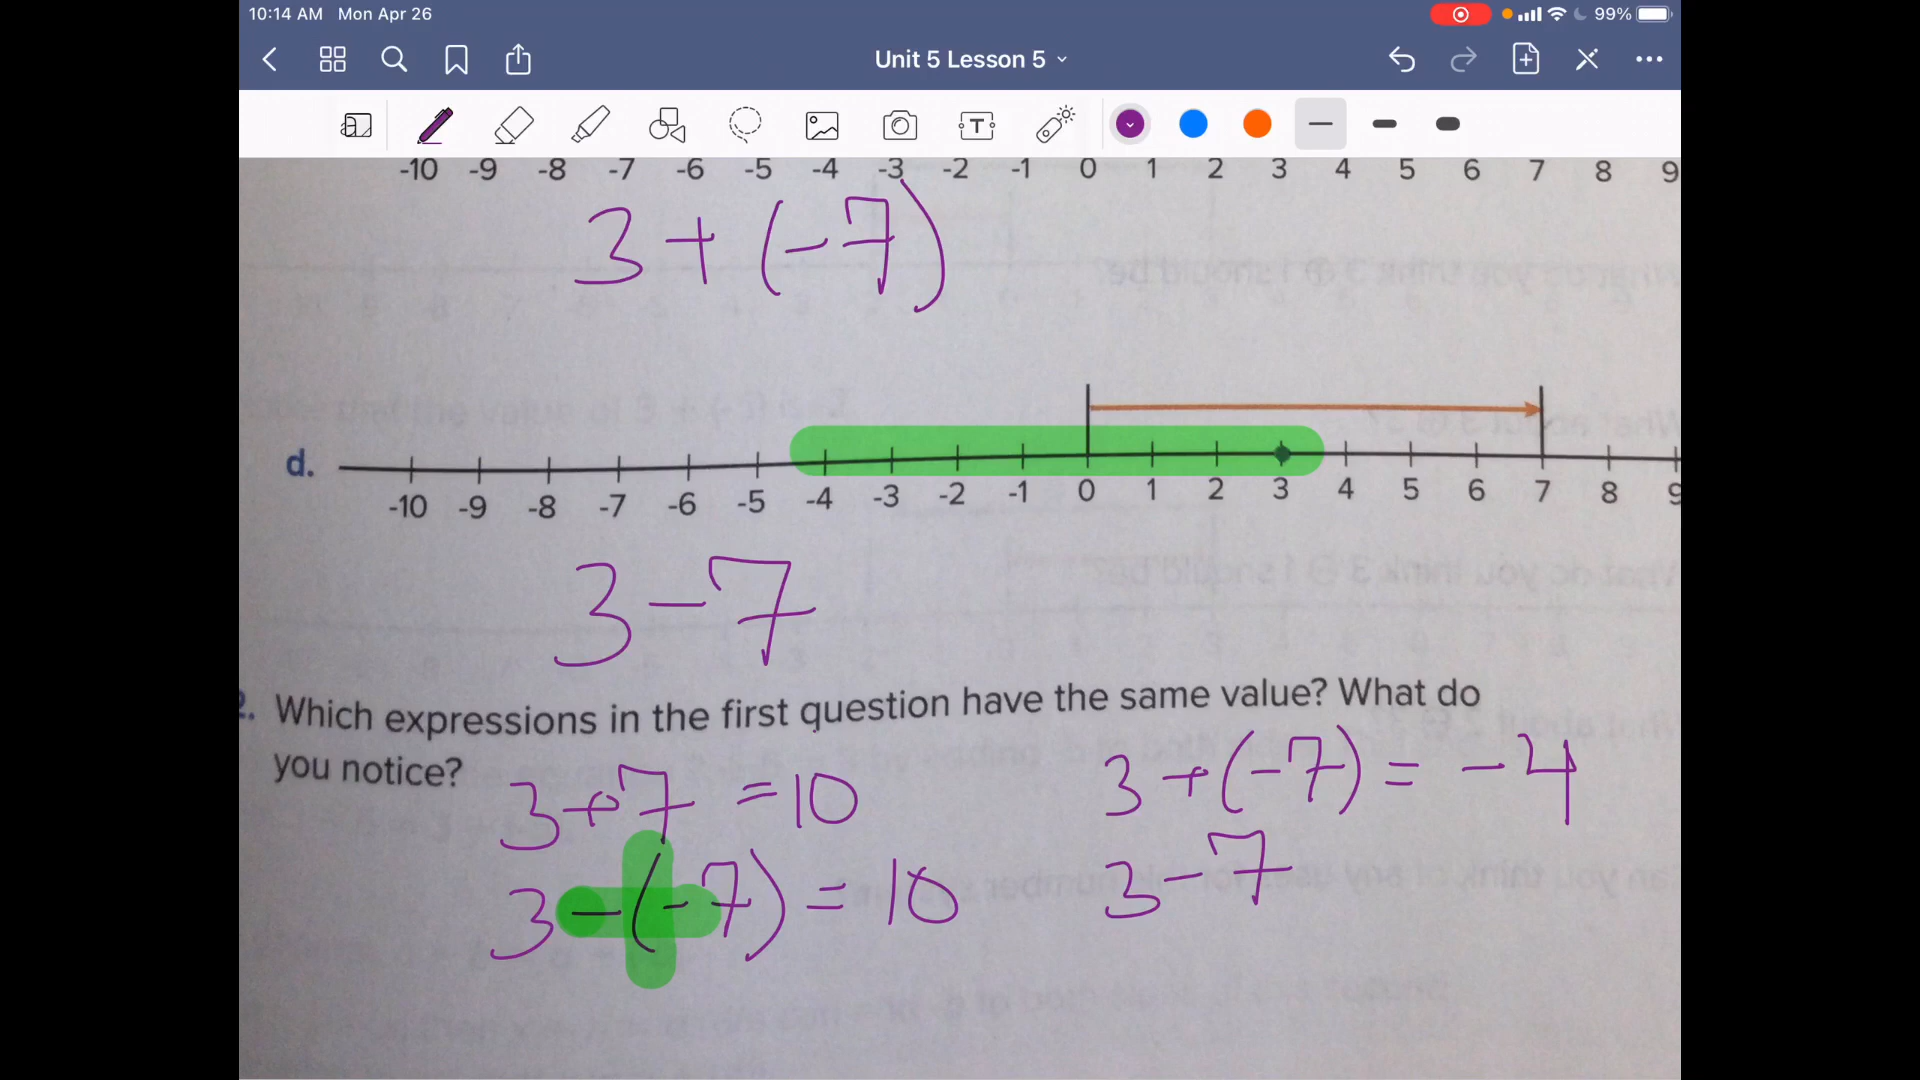 10:14 AM Mon Apr 26
99%
Unit 5 Lesson 5
-10 -9 -8 -7 -6 -5 -4 -3 -2 -1 0 1 2 3 4 5 6 7 8 9
3 + (-7)
d.
-10 -9 -8 -7 -6 -5 -4 -3 -2 -1 0 1 2 3 4 5 6 7 8 9
3 - 7
2. Which expressions in the first question have the same value? What do
you notice?
3 + 7 = 10
3 + (-7) = -4
3 - (-7) = 10
3 - 7